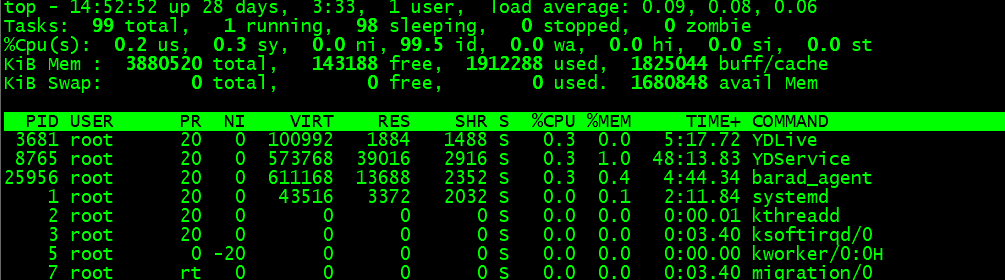 top - 14:52:52 up 28 days,  3:33,  1 user,  load average: 0.09, 0.08, 0.06
Tasks:  99 total,   1 running,  98 sleeping,   0 stopped,   0 zombie
%Cpu(s):  0.2 us,  0.3 sy,  0.0 ni, 99.5 id,  0.0 wa,  0.0 hi,  0.0 si,  0.0 st
KiB Mem :  3880520 total,   143188 free,  1912288 used,  1825044 buff/cache
KiB Swap:        0 total,        0 free,        0 used.  1680848 avail Mem
  PID USER      PR  NI    VIRT    RES    SHR S  %CPU %MEM     TIME+ COMMAND
 3681 root      20   0  100992   1884   1488 S   0.3  0.0   5:17.72 YDLive
 8765 root      20   0  573768  39016   2916 S   0.3  1.0  48:13.83 YDService
25956 root      20   0  611168  13688   2352 S   0.3  0.4   4:44.34 barad_agent
    1 root      20   0   43516   3372   2032 S   0.0  0.1   2:11.84 systemd
    2 root      20   0       0      0      0 S   0.0  0.0   0:00.01 kthreadd
    3 root      20   0       0      0      0 S   0.0  0.0   0:03.40 ksoftirqd/0
    5 root       0 -20       0      0      0 S   0.0  0.0   0:00.00 kworker/0:0H
    7 root      rt   0       0      0      0 S   0.0  0.0   0:03.40 migration/0